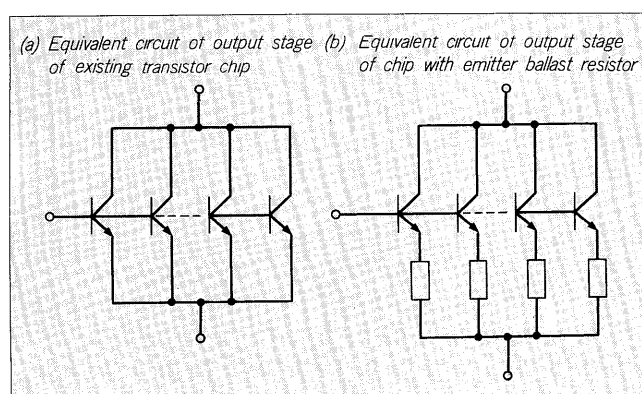 (a) Equivalent circuit of output stage
of existing transistor chip
(b) Equivalent circuit of output stage
of chip with emitter ballast resistor